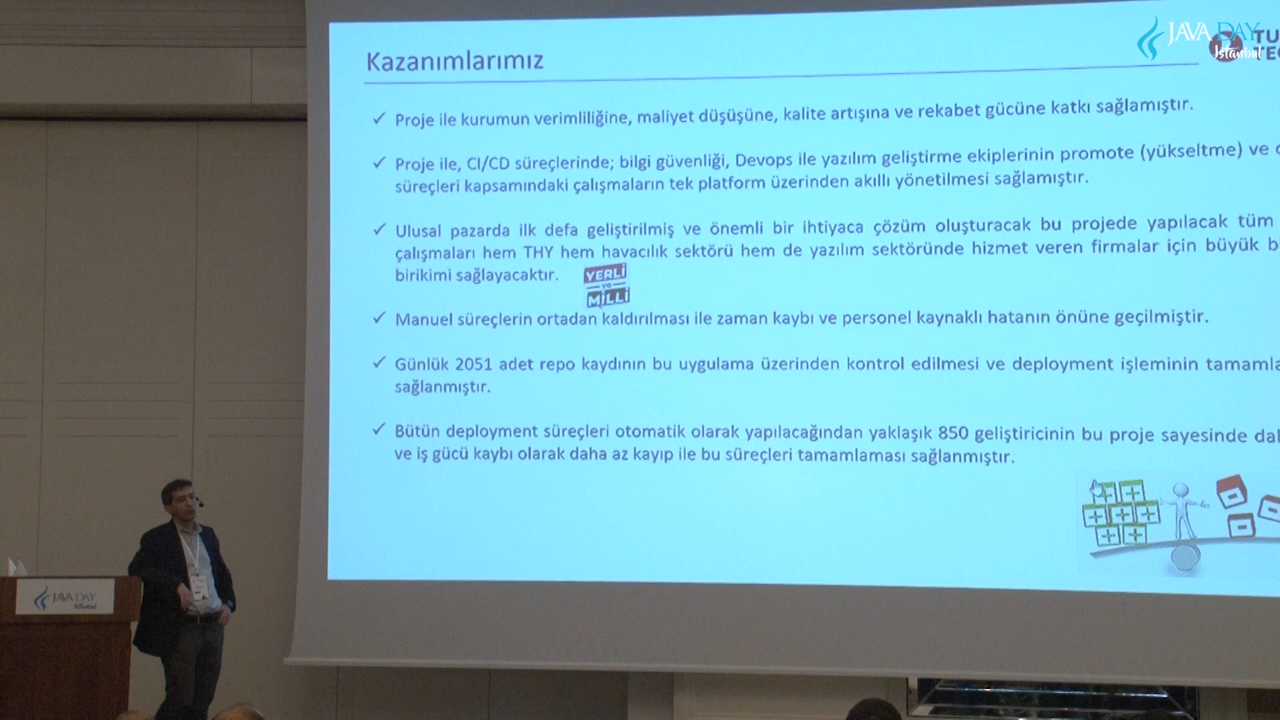 JAVA DAY
İstanbul
TU
TEC
Kazanımlarımız
✓ Proje ile kurumun verimliliğine, maliyet düşüşüne, kalite artışına ve rekabet gücüne katkı sağlamıştır.
✓ Proje ile, CI/CD süreçlerinde; bilgi güvenliği, Devops ile yazılım geliştirme ekiplerinin promote (yükseltme) ve
süreçleri kapsamındaki çalışmaların tek platform üzerinden akıllı yönetilmesi sağlamıştır.
✓ Ulusal pazarda ilk defa geliştirilmiş ve önemli bir ihtiyaca çözüm oluşturacak bu projede yapılacak tüm
çalışmaları hem THY hem havacılık sektörü hem de yazılım sektöründe hizmet veren firmalar için büyük b
birikimi sağlayacaktır.
YERLİ
ve
MİLLİ
✓ Manuel süreçlerin ortadan kaldırılması ile zaman kaybı ve personel kaynaklı hatanın önüne geçilmiştir.
✓ Günlük 2051 adet repo kaydının bu uygulama üzerinden kontrol edilmesi ve deployment işleminin tamamla
sağlanmıştır.
✓ Bütün deployment süreçleri otomatik olarak yapılacağından yaklaşık 850 geliştiricinin bu proje sayesinde da
ve iş gücü kaybı olarak daha az kayıp ile bu süreçleri tamamlaması sağlanmıştır.
JAVA DAY
İstanbul